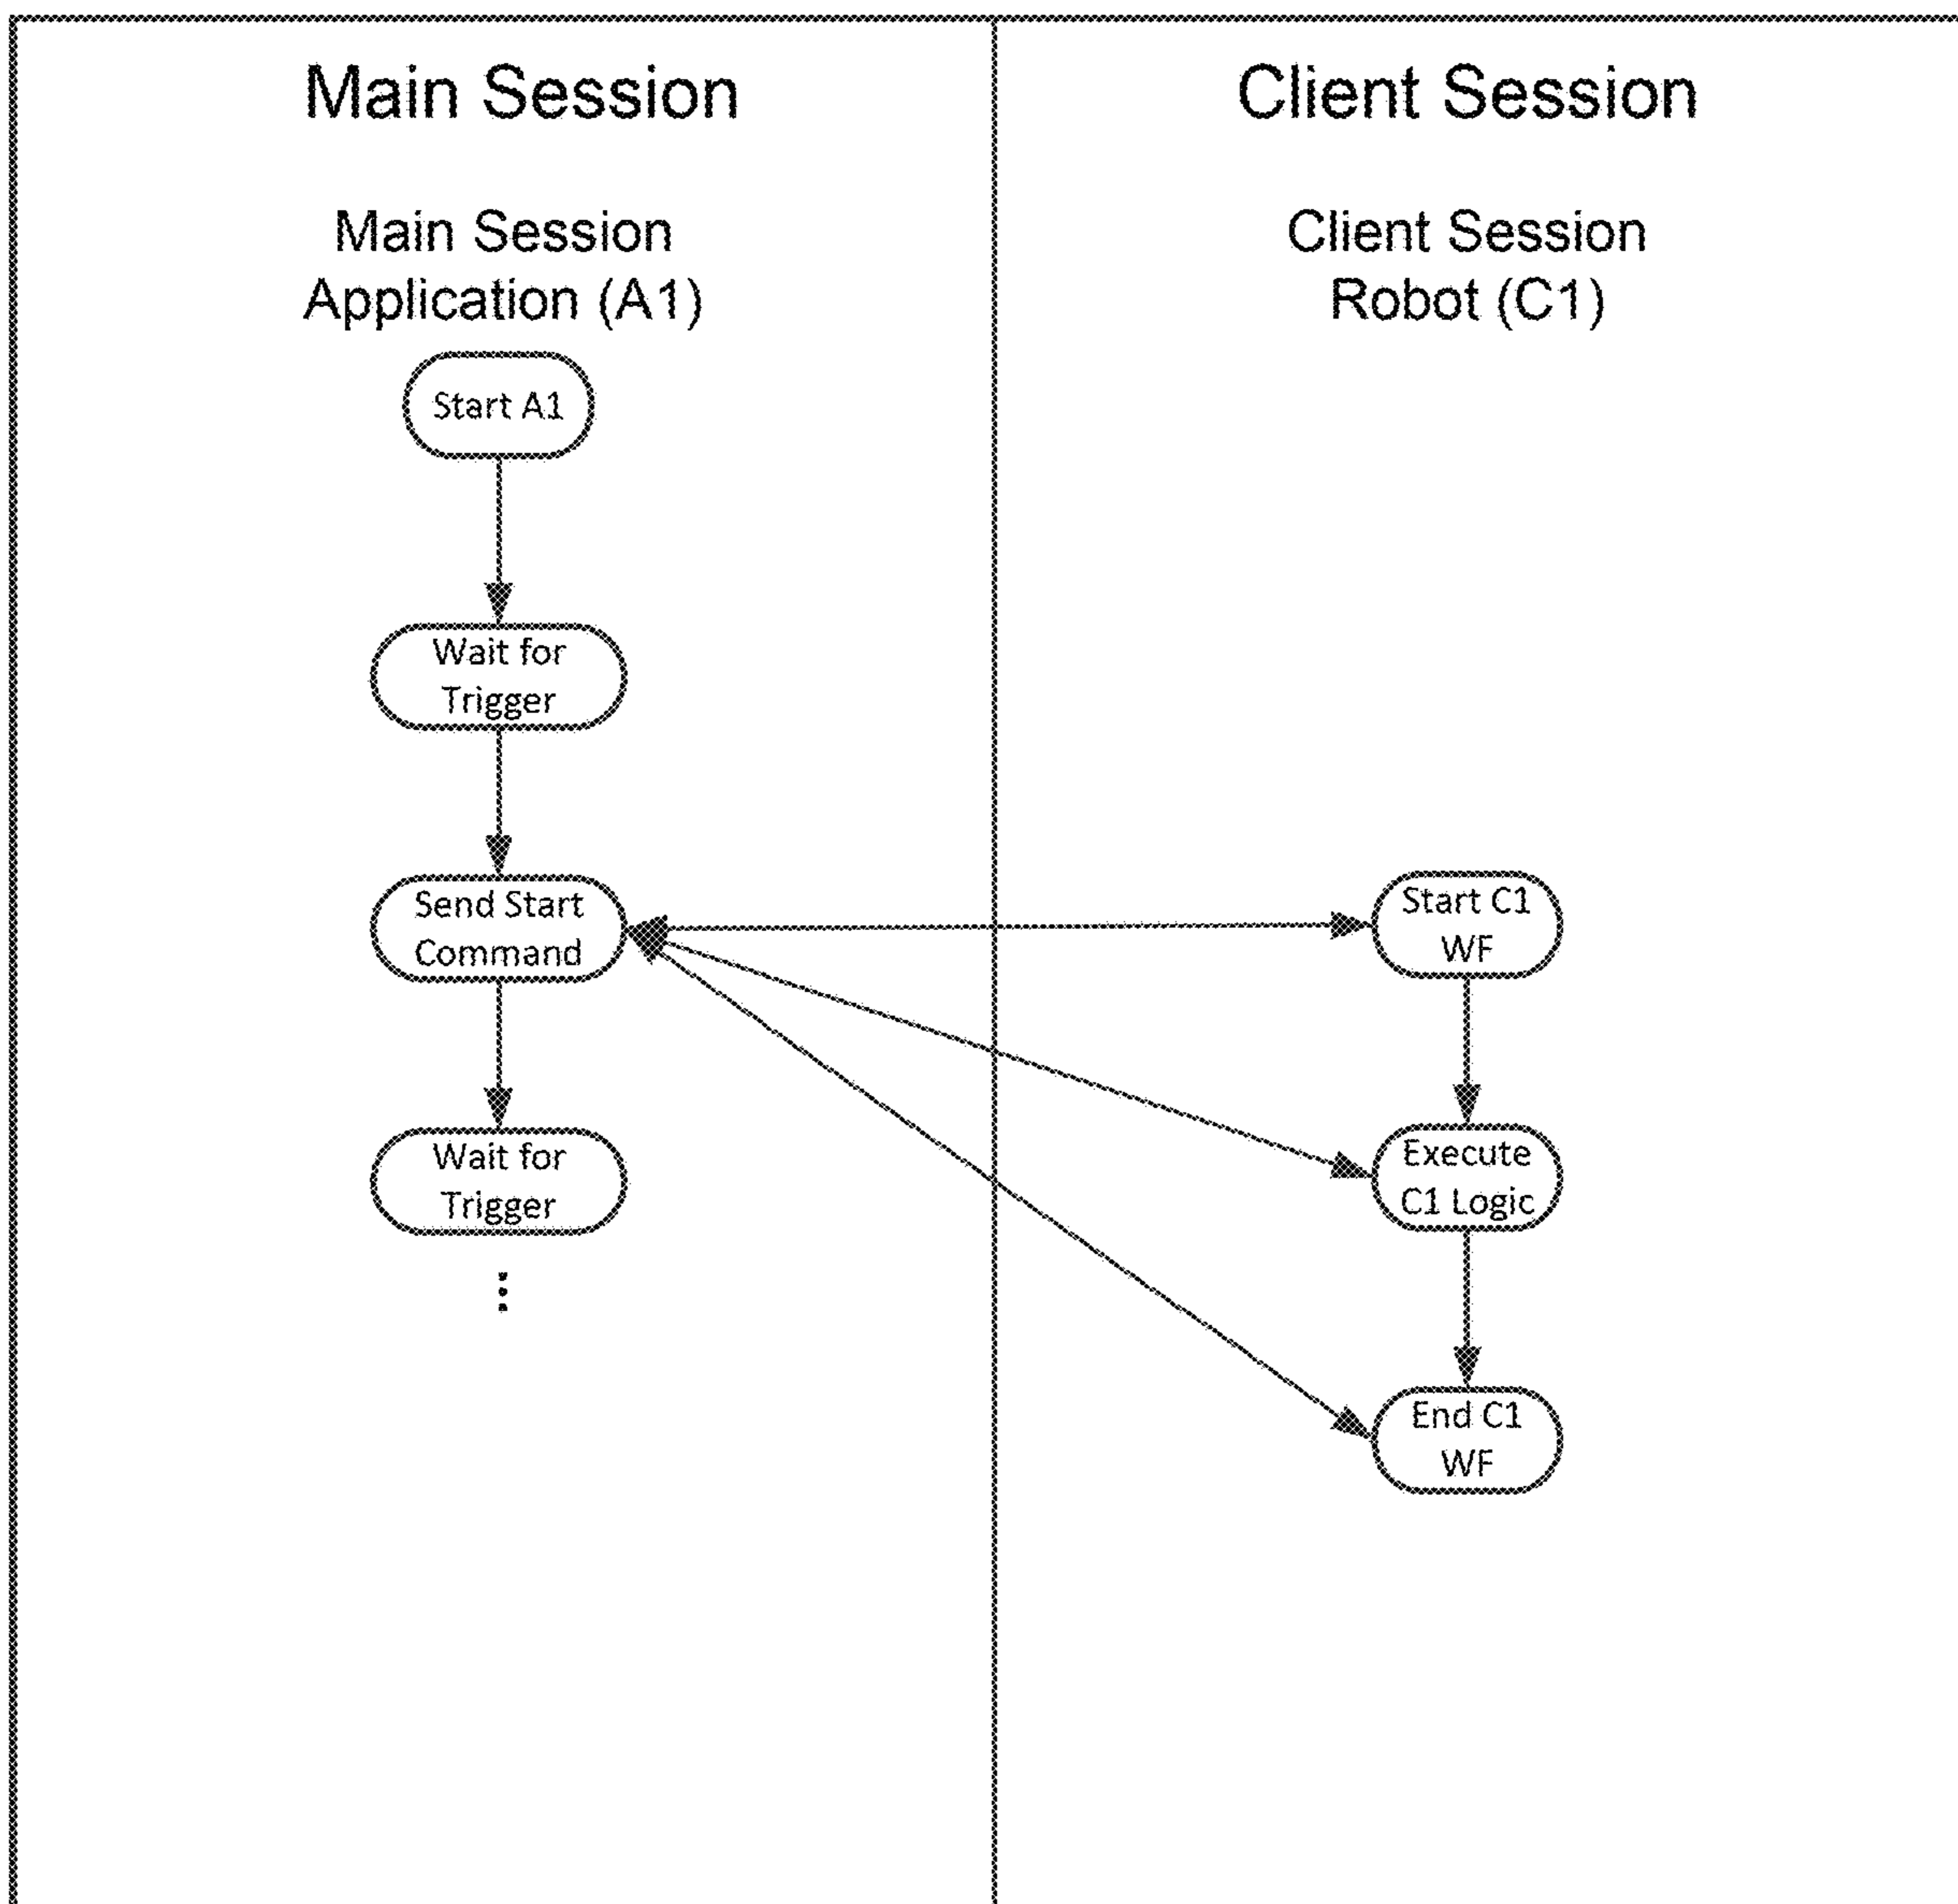 Main Session
Main Session
Application (A1)
Start A1
Wait for
Trigger
Send Start
Command
Wait for
Trigger
Client Session
Client Session
Robot (C1)
Start C1
WF
Execute
C1 Logic
End C1
WF